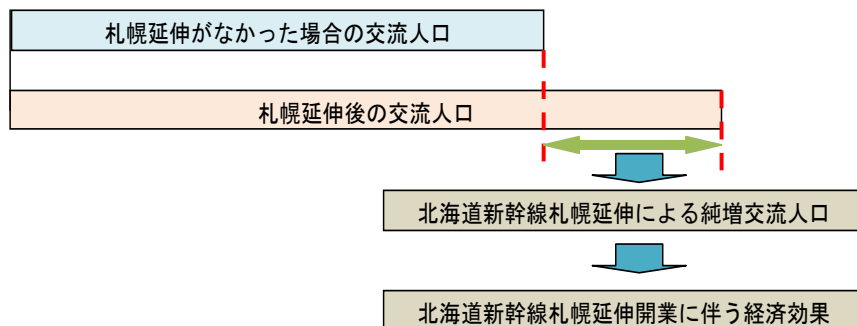 札幌延伸がなかった場合の交流人口
札幌延伸後の交流人口
北海道新幹線札幌延伸による純増交流人口
北海道新幹線札幌延伸開業に伴う経済効果